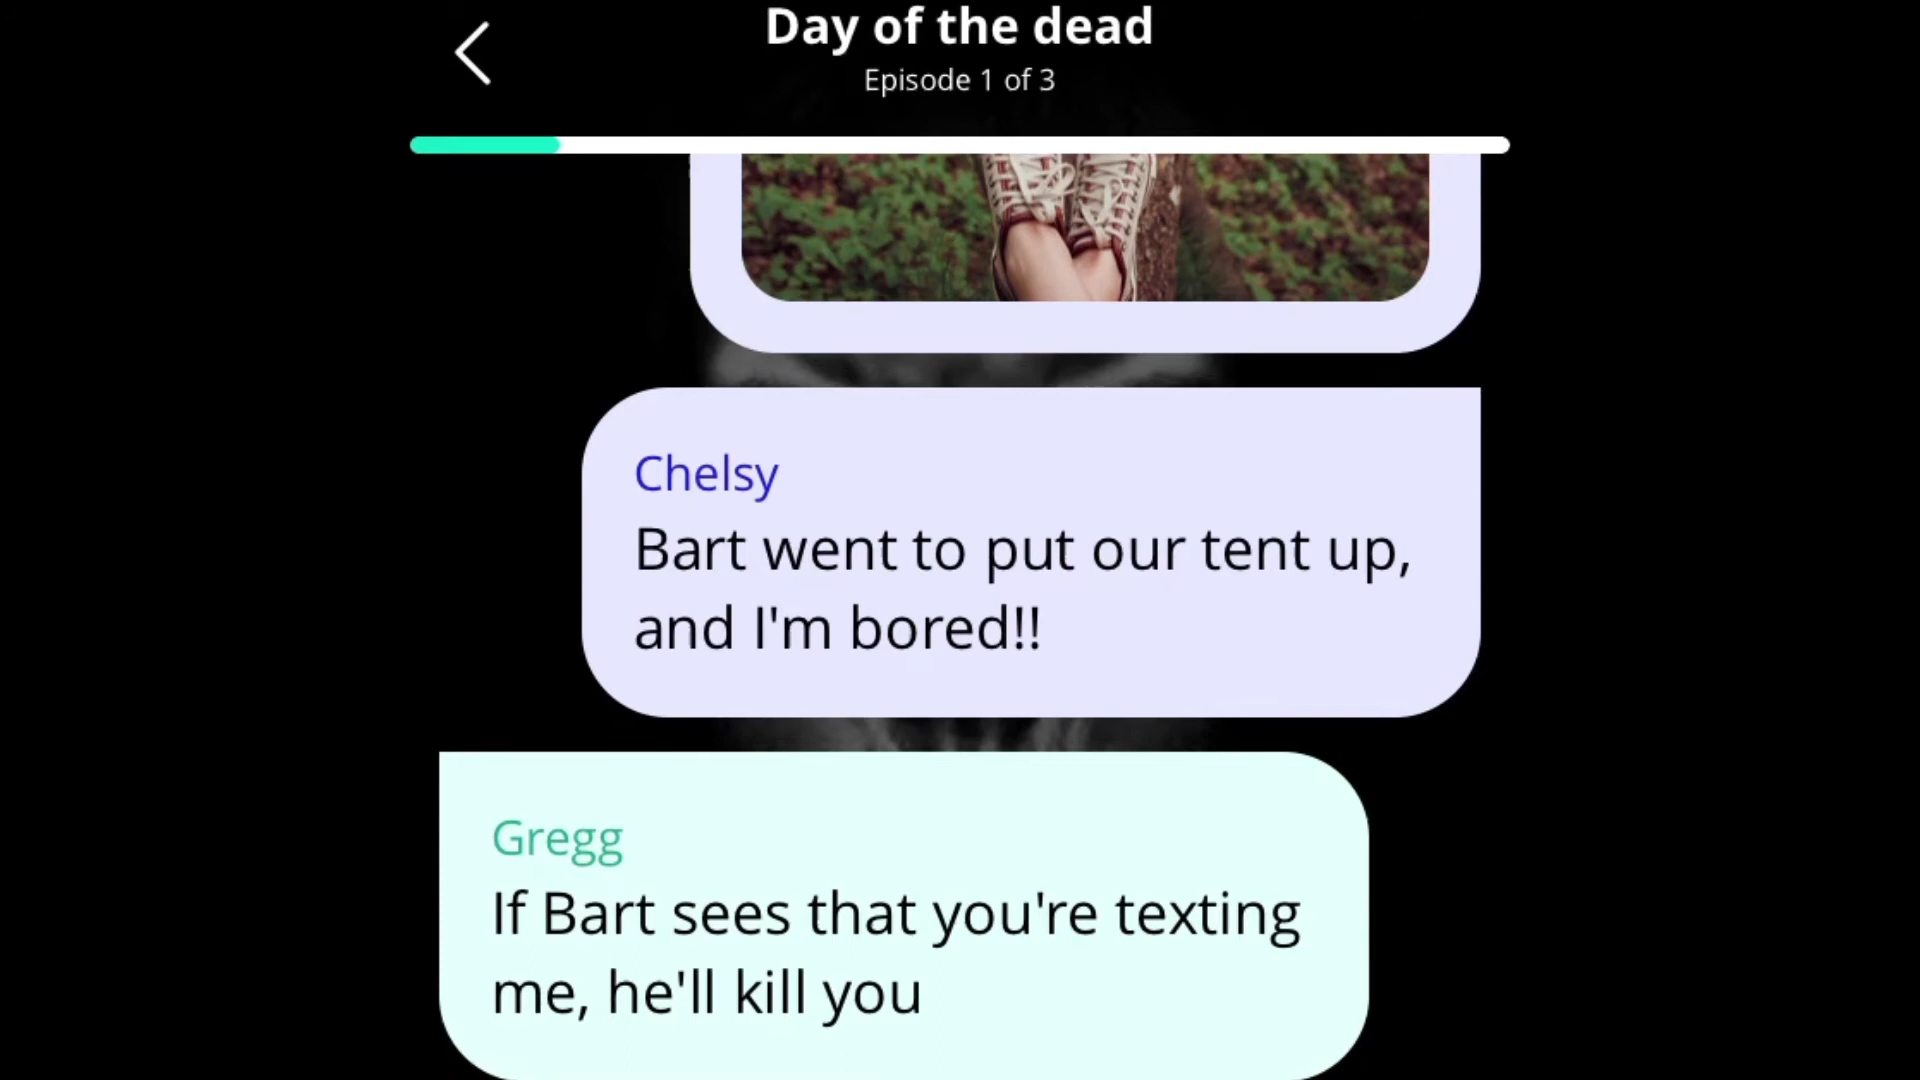 Day of the dead
Episode 1 of 3
Chelsy
Bart went to put our tent up,
and I'm bored!!
Gregg
If Bart sees that you're texting
me, he'll kill you